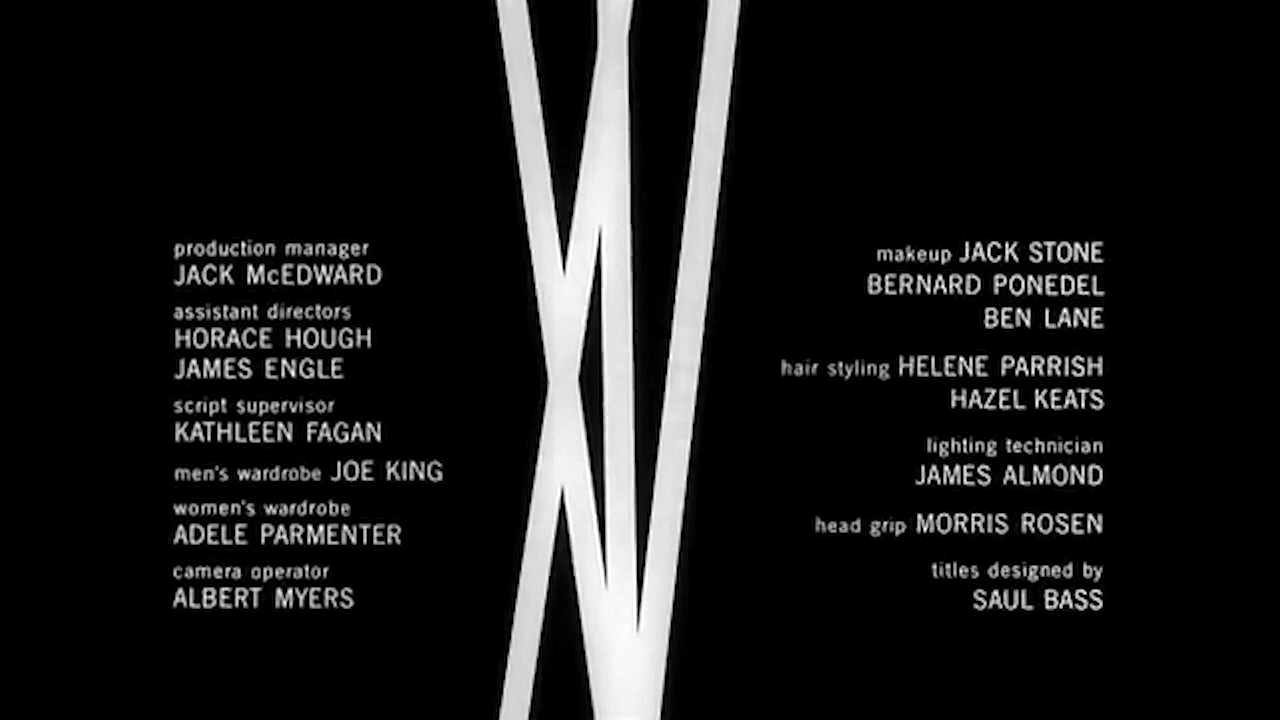 production manager
JACK McEDWARD
assistant directors
HORACE HOUGH
JAMES ENGLE
script supervisor
KATHLEEN FAGAN
men's wardrobe JOE KING
women's wardrobe
ADELE PARMENTER
camera operator
ALBERT MYERS
makeup JACK STONE
BERNARD PONEDEL
BEN LANE
hair styling HELENE PARRISH
HAZEL KEATS
lighting technician
JAMES ALMOND
head grip MORRIS ROSEN
titles designed by
SAUL BASS